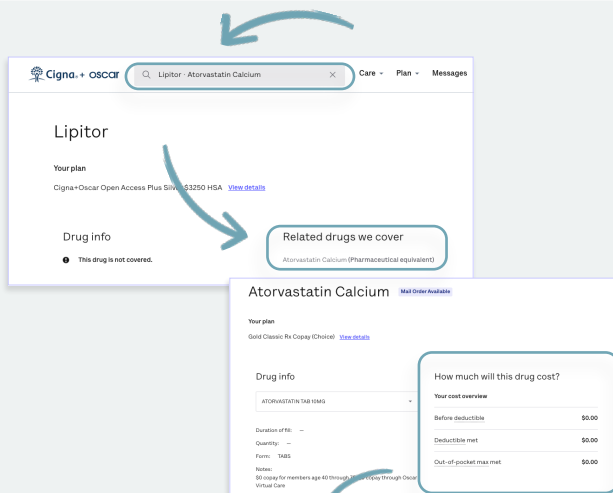 Cigna + oscar
Lipitor · Atorvastatin Calcium
Care
Plan
Messages
Lipitor
Your plan
Cigna+Oscar Open Access Plus Silver $3250 HSA View details
Drug info
This drug is not covered.
Related drugs we cover
Atorvastatin Calcium (Pharmaceutical equivalent)
Atorvastatin Calcium Mail Order Available
Your plan
Gold Classic Rx Copay (Choice) View details
Drug info
ATORVASTATIN TAB 10MG
Duration of fill: —
Quantity: —
Form: TABS
Notes:
$0 copay for members age 40 through copay through Oscar
Virtual Care
How much will this drug cost?
Your cost overview
Before deductible $0.00
Deductible met $0.00
Out-of-pocket max met $0.00